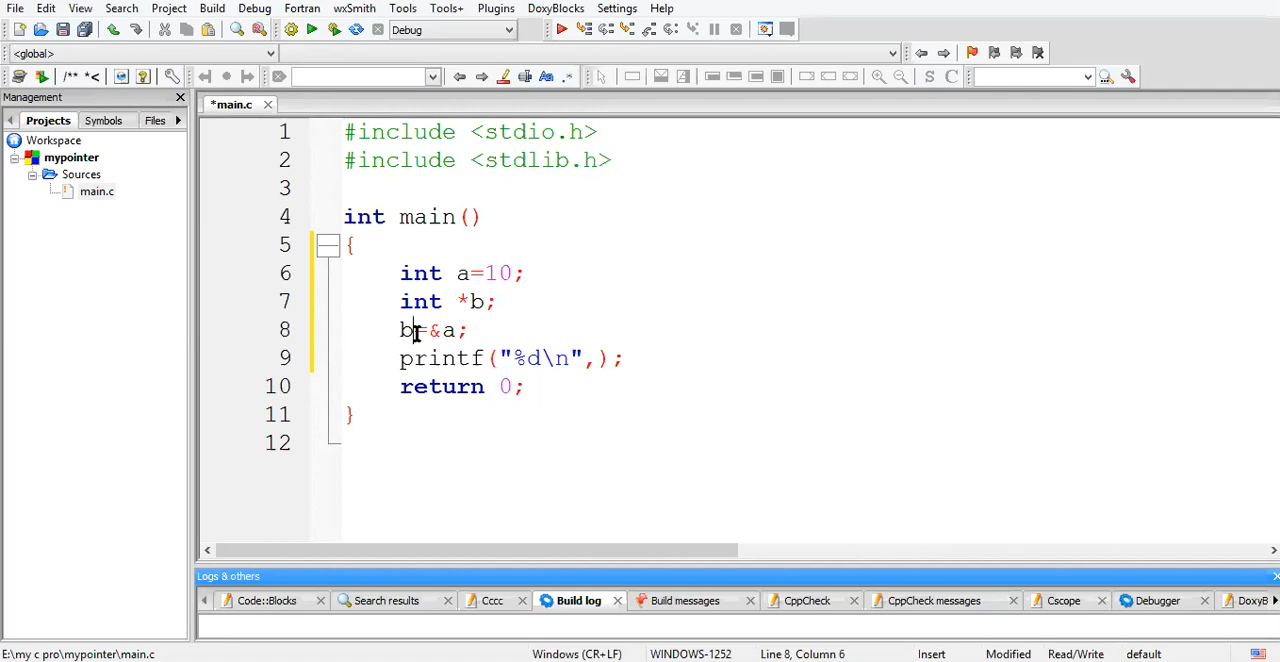 File Edit View Search Project Build Debug Fortran wxSmith Tools Tools+ Plugins DoxyBlocks Settings Help
Debug
<global>
/** *< S C
Management
Projects Symbols Files
*main.c
Workspace
mypointer
Sources
main.c
1 #include <stdio.h>
2 #include <stdlib.h>
3
4 int main()
5 {
6 int a=10;
7 int *b;
8 b=&a;
9 printf("%d\n",);
10 return 0;
11 }
12
Logs & others
Code::Blocks Search results Cccc Build log Build messages CppCheck CppCheck messages Cscope Debugger DoxyB
E:\my c pro\mypointer\main.c Windows (CR+LF) WINDOWS-1252 Line 8, Column 6 Insert Modified Read/Write default